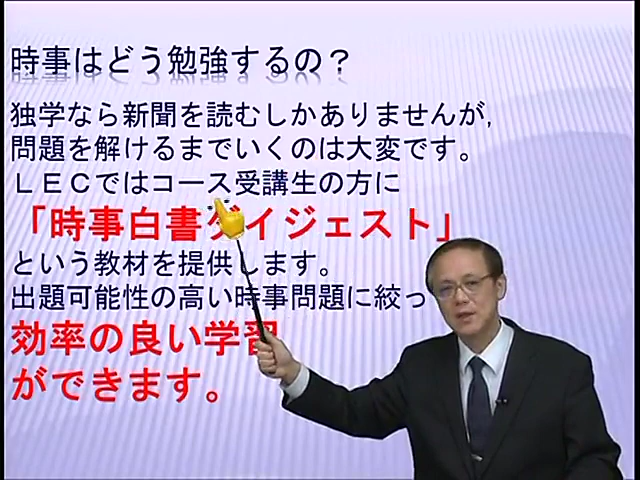 時事はどう勉強するの？
独学なら新聞を読むしかありませんが,
問題を解けるまでいくのは大変です。
ＬＥＣではコース受講生の方に
「時事白書ダイジェスト」
という教材を提供します。
出題可能性の高い時事問題に絞っ
効率の良い学習
ができます。